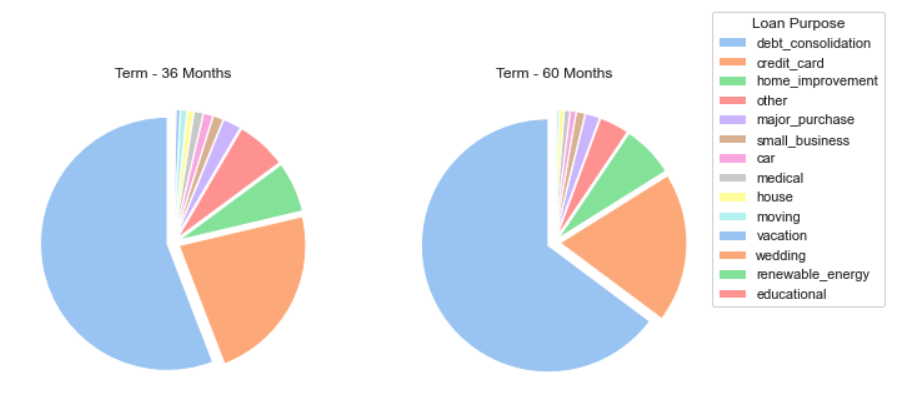 Term - 36 Months
Term - 60 Months
Loan Purpose
debt_consolidation
credit_card
home_improvement
other
major_purchase
small_business
car
medical
house
moving
vacation
wedding
renewable_energy
educational